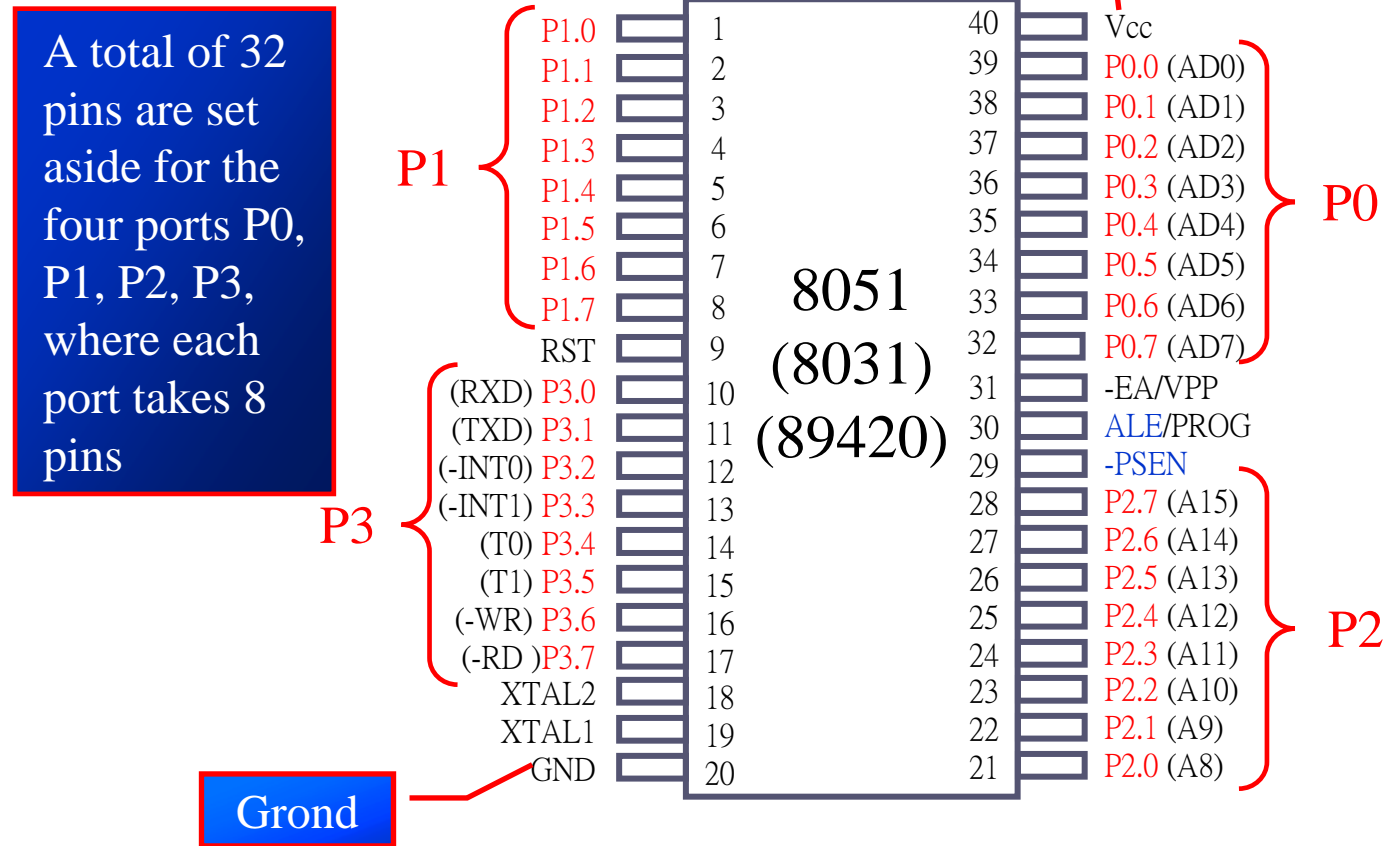 A total of 32
pins are set
aside for the
four ports P0,
P1, P2, P3,
where each
port takes 8
pins
P1
P1.0 1
P1.1 2
P1.2 3
P1.3 4
P1.4 5
P1.5 6
P1.6 7
P1.7 8
RST 9
P3
(RXD) P3.0 10
(TXD) P3.1 11
(-INT0) P3.2 12
(-INT1) P3.3 13
(T0) P3.4 14
(T1) P3.5 15
(-WR) P3.6 16
(-RD )P3.7 17
XTAL2 18
XTAL1 19
GND 20
Grond
8051
(8031)
(89420)
40 Vcc
39 P0.0 (AD0)
38 P0.1 (AD1)
37 P0.2 (AD2)
36 P0.3 (AD3)
35 P0.4 (AD4)
34 P0.5 (AD5)
33 P0.6 (AD6)
32 P0.7 (AD7)
P0
31 -EA/VPP
30 ALE/PROG
29 -PSEN
28 P2.7 (A15)
27 P2.6 (A14)
26 P2.5 (A13)
25 P2.4 (A12)
24 P2.3 (A11)
23 P2.2 (A10)
22 P2.1 (A9)
21 P2.0 (A8)
P2